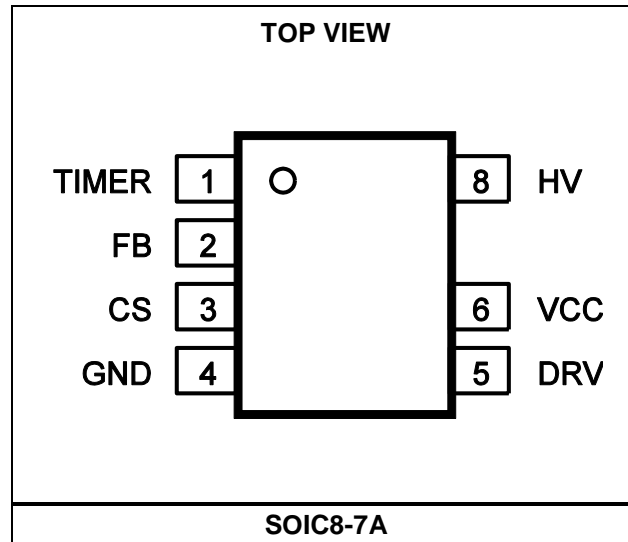 TOP VIEW
TIMER 1 8 HV
FB 2
CS 3 6 VCC
GND 4 5 DRV
SOIC8-7A